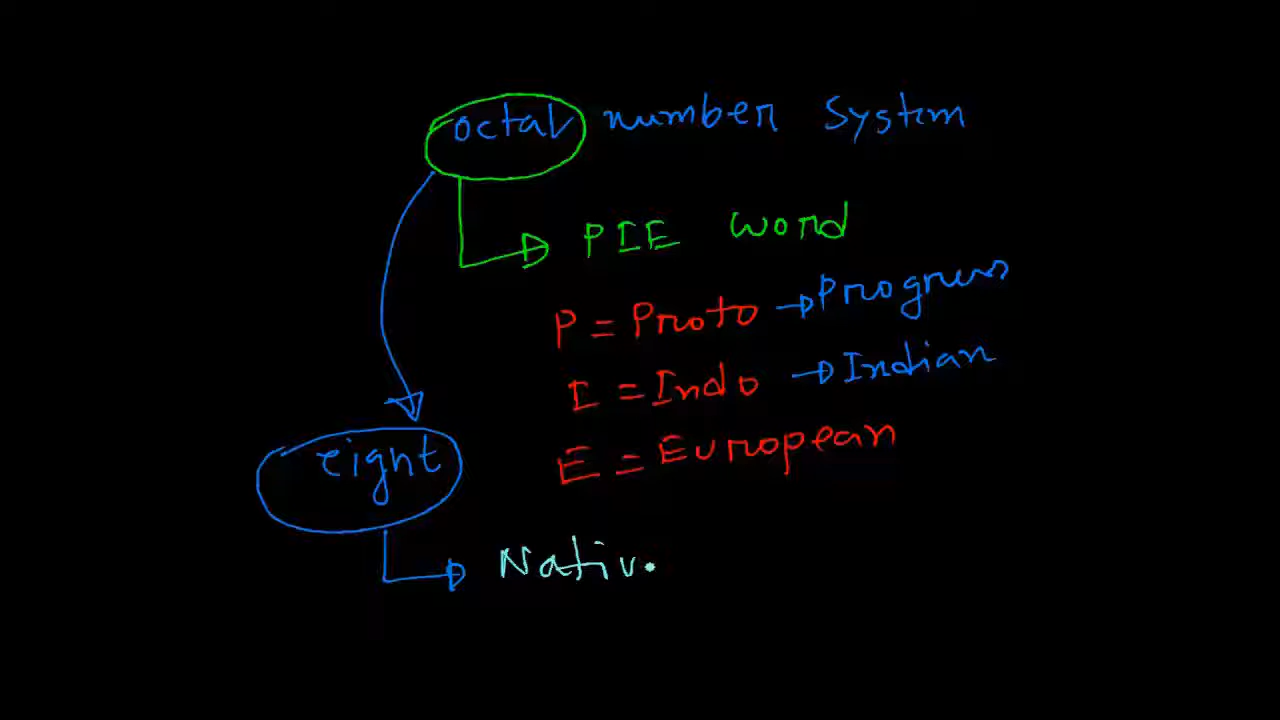 octal number system
PIE word
P = Proto → Progress
I = Indo → Indian
E = European
eight
Nativ